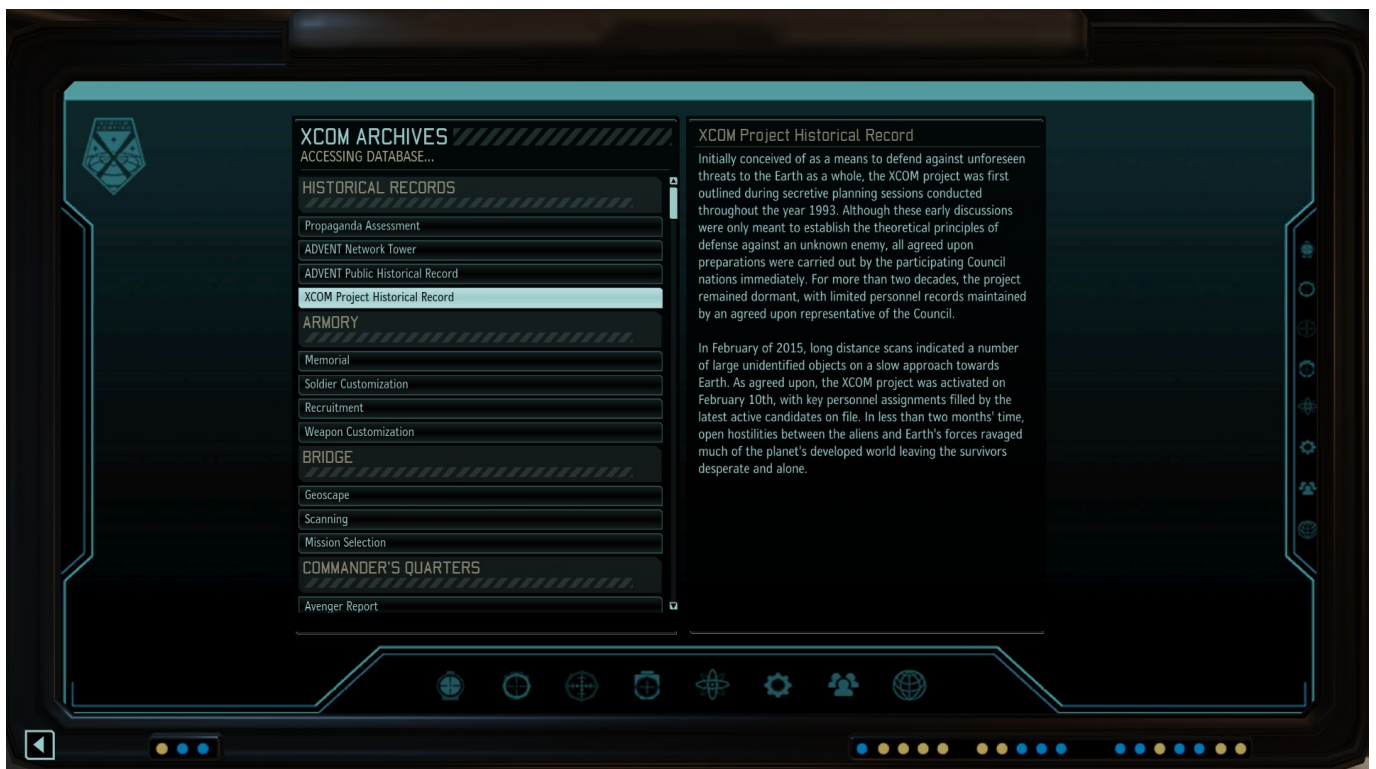 XCOM ARCHIVES
ACCESSING DATABASE...
HISTORICAL RECORDS
Propaganda Assessment
ADVENT Network Tower
ADVENT Public Historical Record
XCOM Project Historical Record
ARMORY
Memorial
Soldier Customization
Recruitment
Weapon Customization
BRIDGE
Geoscape
Scanning
Mission Selection
COMMANDER'S QUARTERS
Avenger Report
XCOM Project Historical Record
Initially conceived of as a means to defend against unforeseen
threats to the Earth as a whole, the XCOM project was first
outlined during secretive planning sessions conducted
throughout the year 1993. Although these early discussions
were only meant to establish the theoretical principles of
defense against an unknown enemy, all agreed upon
preparations were carried out by the participating Council
nations immediately. For more than two decades, the project
remained dormant, with limited personnel records maintained
by an agreed upon representative of the Council.
In February of 2015, long distance scans indicated a number
of large unidentified objects on a slow approach towards
Earth. As agreed upon, the XCOM project was activated on
February 10th, with key personnel assignments filled by the
latest active candidates on file. In less than two months' time,
open hostilities between the aliens and Earth's forces ravaged
much of the planet's developed world leaving the survivors
desperate and alone.